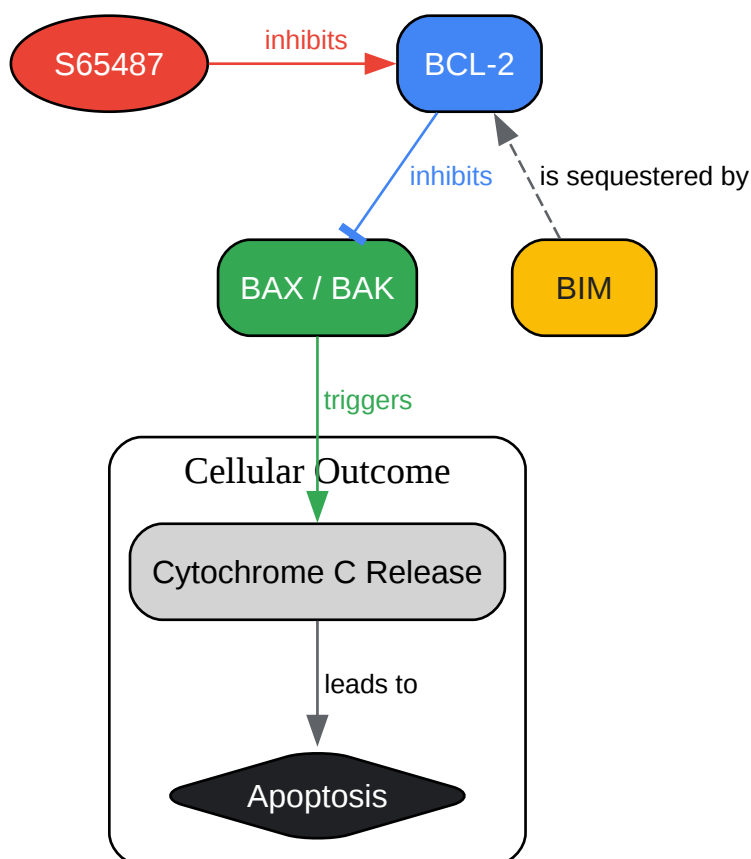 inhibits
S65487
BCL-2
inhibits
is sequestered by
BAX / BAK
BIM
triggers
Cellular Outcome
Cytochrome C Release
leads to
Apoptosis